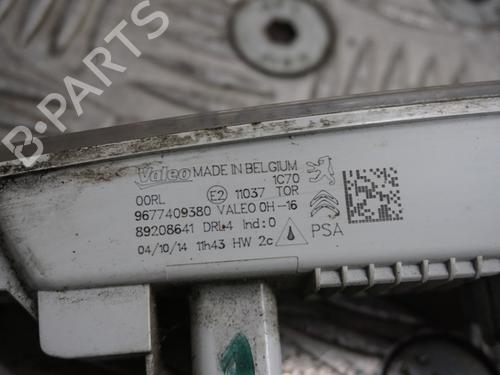 B-PARTS
Valeo MADE IN BELGIUM
1C70
00RL E2 11037 TOR
9677409380 VALEO 0H-16
89208641 DRL4 Ind:0
04/10/14 11h43 HW 2c PSA